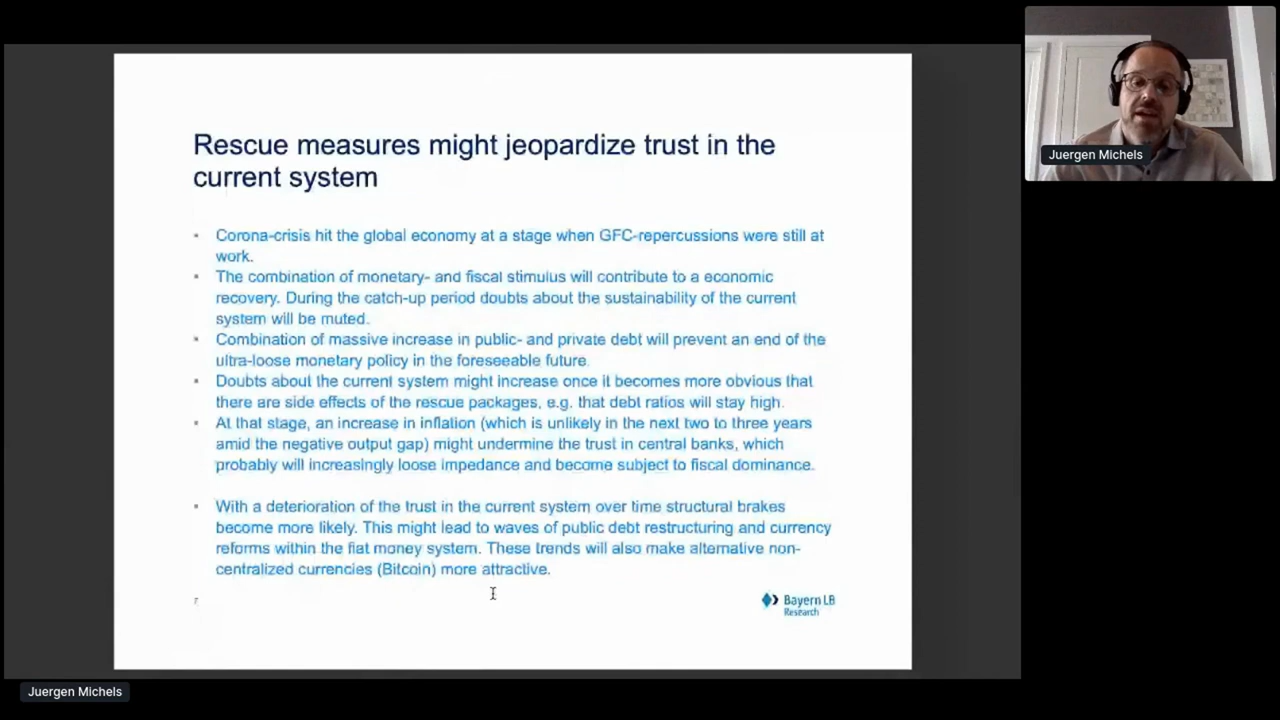 Rescue measures might jeopardize trust in the
current system
Corona-crisis hit the global economy at a stage when GFC-repercussions were still at
work.
The combination of monetary- and fiscal stimulus will contribute to a economic
recovery. During the catch-up period doubts about the sustainability of the current
system will be muted.
Combination of massive increase in public- and private debt will prevent an end of the
ultra-loose monetary policy in the foreseeable future.
Doubts about the current system might increase once it becomes more obvious that
there are side effects of the rescue packages, e.g. that debt ratios will stay high.
At that stage, an increase in inflation (which is unlikely in the next two to three years
amid the negative output gap) might undermine the trust in central banks, which
probably will increasingly loose impedance and become subject to fiscal dominance.
With a deterioration of the trust in the current system over time structural brakes
become more likely. This might lead to waves of public debt restructuring and currency
reforms within the fiat money system. These trends will also make alternative non-
centralized currencies (Bitcoin) more attractive.
7
Bayern LB
Research
Juergen Michels
Juergen Michels